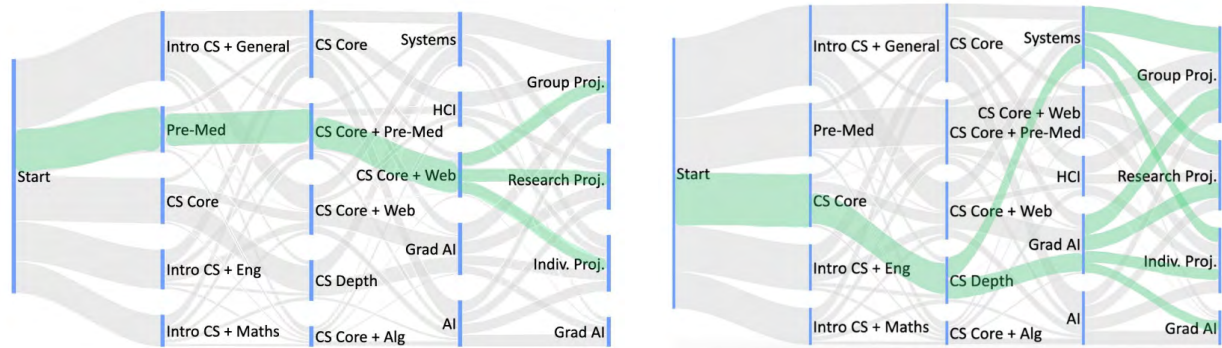 Start
Intro CS + General
Pre-Med
CS Core
Intro CS + Eng
Intro CS + Maths
CS Core
CS Core + Pre-Med
CS Core + Web
CS Depth
CS Core + Alg
Systems
HCI
CS Core + Web
Grad AI
AI
Group Proj.
Research Proj.
Indiv. Proj.
Grad AI
Start
Intro CS + General
Pre-Med
CS Core
Intro CS + Eng
Intro CS + Maths
CS Core
CS Core + Pre-Med
CS Core + Web
CS Depth
CS Core + Alg
Systems
CS Core + Web
HCI
Grad AI
AI
Group Proj.
Research Proj.
Indiv. Proj.
Grad AI